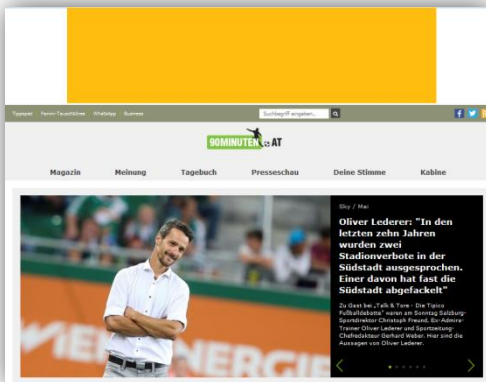 Tippspiel Panini-Tauschbörse WhatsApp Business Suchbegriff eingeben...
90MINUTEN AT
Magazin Meinung Tagebuch Presseschau Deine Stimme Kabine
Sky / Mai
Oliver Lederer: "In den
letzten zehn Jahren
wurden zwei
Stadionverbote in der
Südstadt ausgesprochen.
Einer davon hat fast die
Südstadt abgefackelt"
Zu Gast bei „Talk & Tore - Die Tipico
Fußballdebatte" waren am Sonntag Salzburg-
Sportdirektor Christoph Freund, Ex-Admira-
Trainer Oliver Lederer und Sportzeitung-
Chefredakteur Gerhard Weber. Hier sind die
Aussagen von Oliver Lederer.
ENERGIE